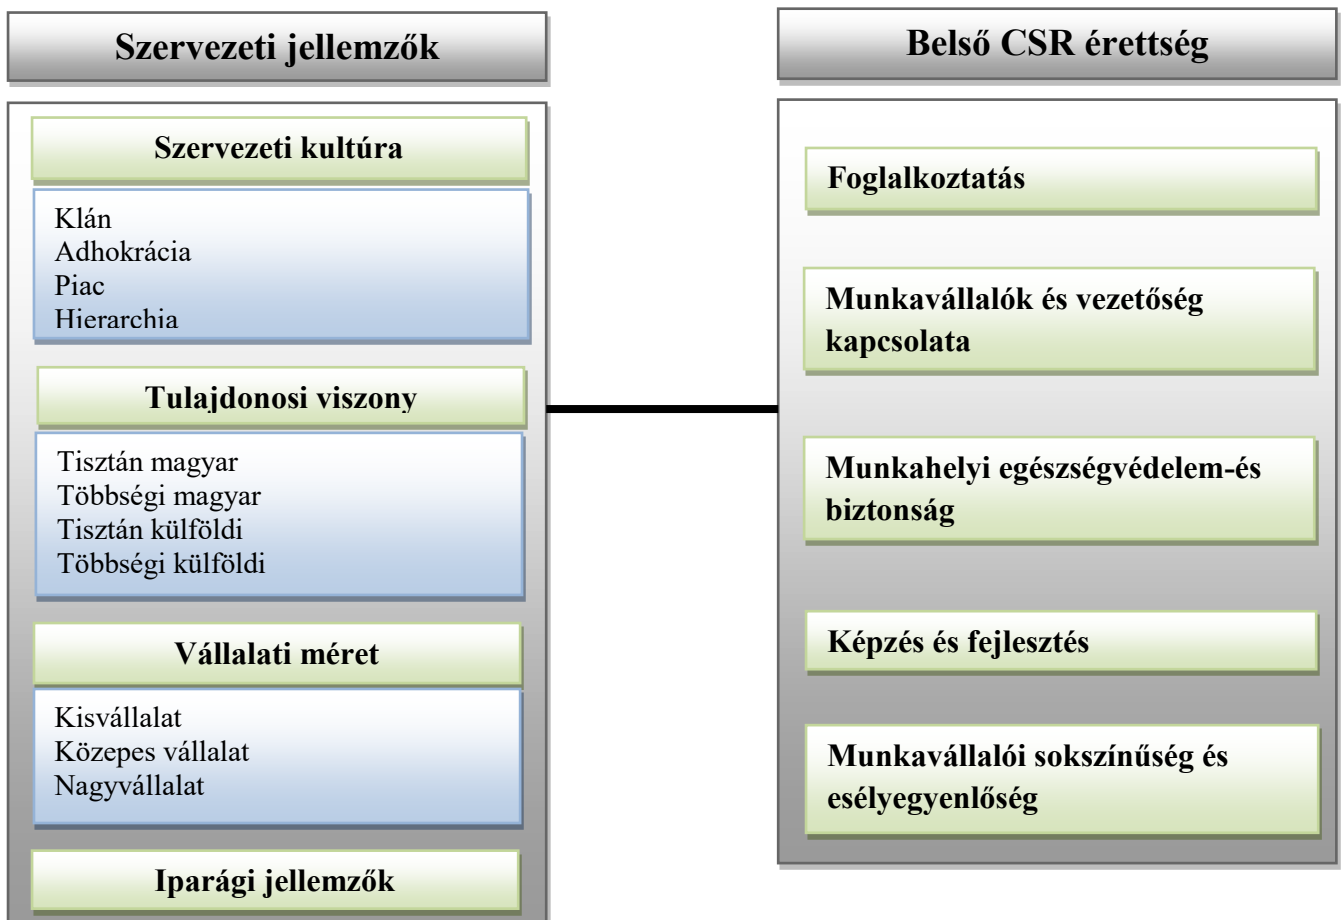 Szervezeti jellemzők
Szervezeti kultúra
Klán
Adhokrácia
Piac
Hierarchia
Tulajdonosi viszony
Tisztán magyar
Többségi magyar
Tisztán külföldi
Többségi külföldi
Vállalati méret
Kisvállalat
Közepes vállalat
Nagyvállalat
Iparági jellemzők
Belső CSR érettség
Foglalkoztatás
Munkavállalók és vezetőség
kapcsolata
Munkahelyi egészségvédelem-és
biztonság
Képzés és fejlesztés
Munkavállalói sokszínűség és
esélyegyenlőség